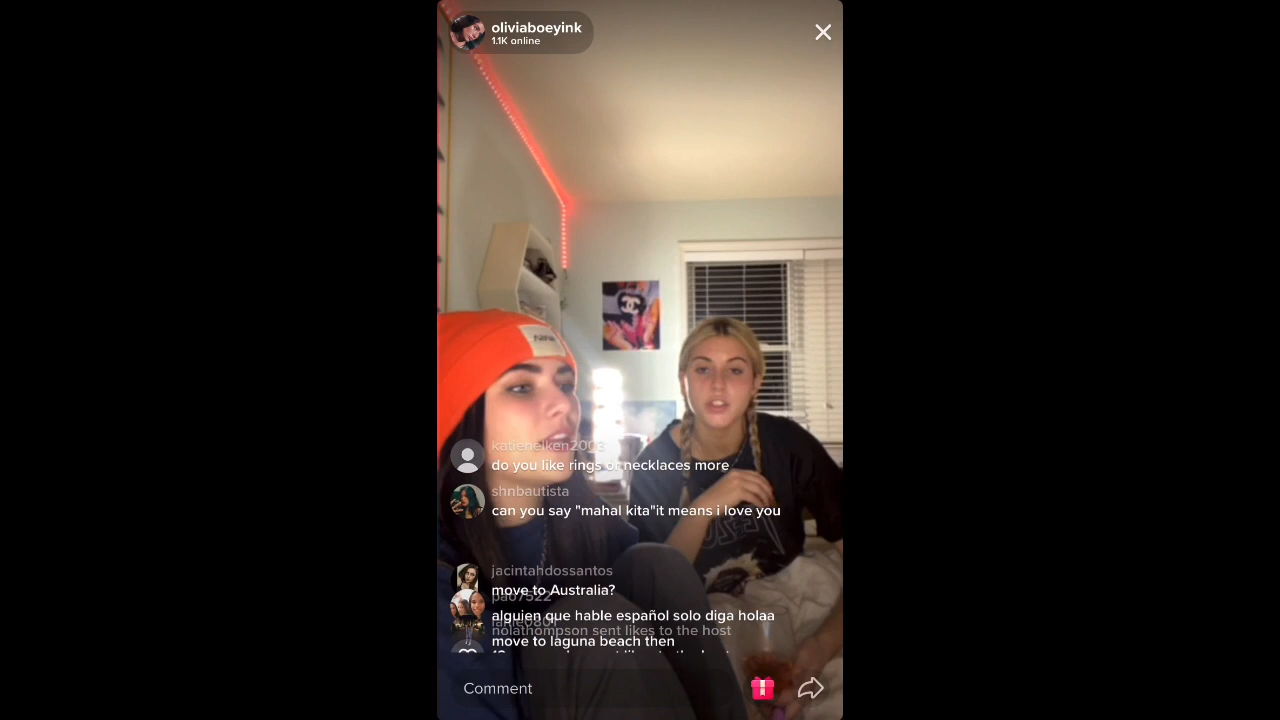 oliviaboeyink
1.1K online
katienelken2003
do you like rings or necklaces more
shnbautista
can you say "mahal kita"it means i love you
jacintahdossantos
move to Australia?
pa07522
alguien que hable español solo diga holaa
nolathompson sent likes to the host
move to laguna beach then
Comment